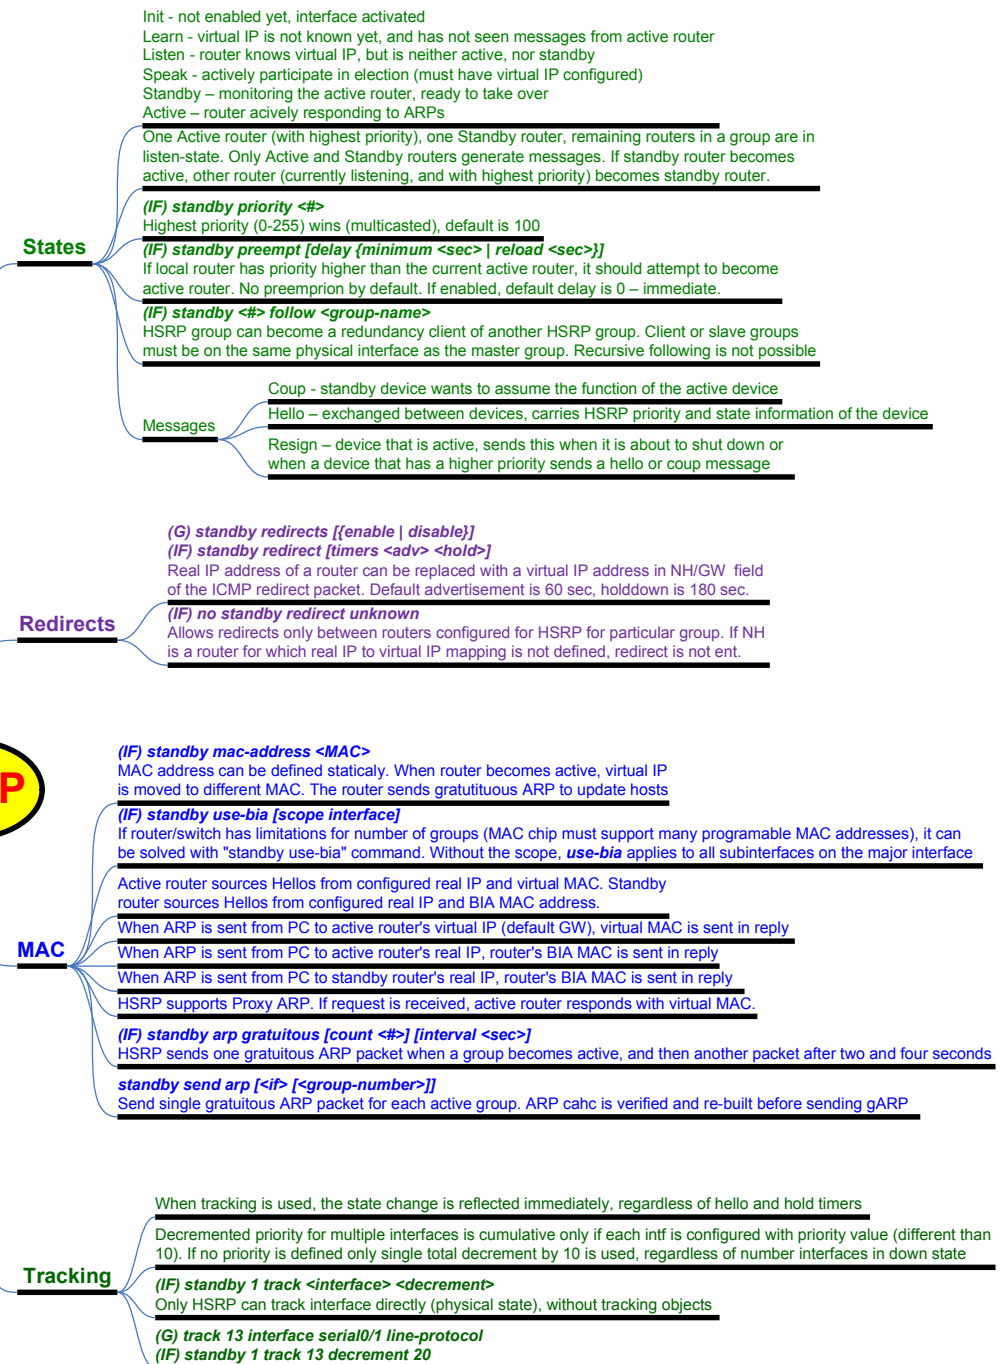 Init - not enabled yet, interface activated
Learn - virtual IP is not known yet, and has not seen messages from active router
Listen - router knows virtual IP, but is neither active, nor standby
Speak - actively participate in election (must have virtual IP configured)
Standby – monitoring the active router, ready to take over
Active – router acively responding to ARPs
One Active router (with highest priority), one Standby router, remaining routers in a group are in
listen-state. Only Active and Standby routers generate messages. If standby router becomes
active, other router (currently listening, and with highest priority) becomes standby router.
(IF) standby priority <#>
Highest priority (0-255) wins (multicasted), default is 100
States
(IF) standby preempt [delay {minimum <sec> | reload <sec>}]
If local router has priority higher than the current active router, it should attempt to become
active router. No preemprion by default. If enabled, default delay is 0 – immediate.
(IF) standby <#> follow <group-name>
HSRP group can become a redundancy client of another HSRP group. Client or slave groups
must be on the same physical interface as the master group. Recursive following is not possible
Messages
Coup - standby device wants to assume the function of the active device
Hello – exchanged between devices, carries HSRP priority and state information of the device
Resign – device that is active, sends this when it is about to shut down or
when a device that has a higher priority sends a hello or coup message
(G) standby redirects [{enable | disable}]
(IF) standby redirect [timers <adv> <hold>]
Real IP address of a router can be replaced with a virtual IP address in NH/GW field
of the ICMP redirect packet. Default advertisement is 60 sec, holddown is 180 sec.
Redirects
(IF) no standby redirect unknown
Allows redirects only between routers configured for HSRP for particular group. If NH
is a router for which real IP to virtual IP mapping is not defined, redirect is not ent.
P
(IF) standby mac-address <MAC>
MAC address can be defined staticaly. When router becomes active, virtual IP
is moved to different MAC. The router sends gratutituous ARP to update hosts
(IF) standby use-bia [scope interface]
If router/switch has limitations for number of groups (MAC chip must support many programable MAC addresses), it can
be solved with "standby use-bia" command. Without the scope, use-bia applies to all subinterfaces on the major interface
Active router sources Hellos from configured real IP and virtual MAC. Standby
router sources Hellos from configured real IP and BIA MAC address.
When ARP is sent from PC to active router's virtual IP (default GW), virtual MAC is sent in reply
MAC
When ARP is sent from PC to active router's real IP, router's BIA MAC is sent in reply
When ARP is sent from PC to standby router's real IP, router's BIA MAC is sent in reply
HSRP supports Proxy ARP. If request is received, active router responds with virtual MAC.
(IF) standby arp gratuitous [count <#>] [interval <sec>]
HSRP sends one gratuitous ARP packet when a group becomes active, and then another packet after two and four seconds
standby send arp [<if> [<group-number>]]
Send single gratuitous ARP packet for each active group. ARP cahc is verified and re-built before sending gARP
When tracking is used, the state change is reflected immediately, regardless of hello and hold timers
Decremented priority for multiple interfaces is cumulative only if each intf is configured with priority value (different than
10). If no priority is defined only single total decrement by 10 is used, regardless of number interfaces in down state
Tracking
(IF) standby 1 track <interface> <decrement>
Only HSRP can track interface directly (physical state), without tracking objects
(G) track 13 interface serial0/1 line-protocol
(IF) standby 1 track 13 decrement 20